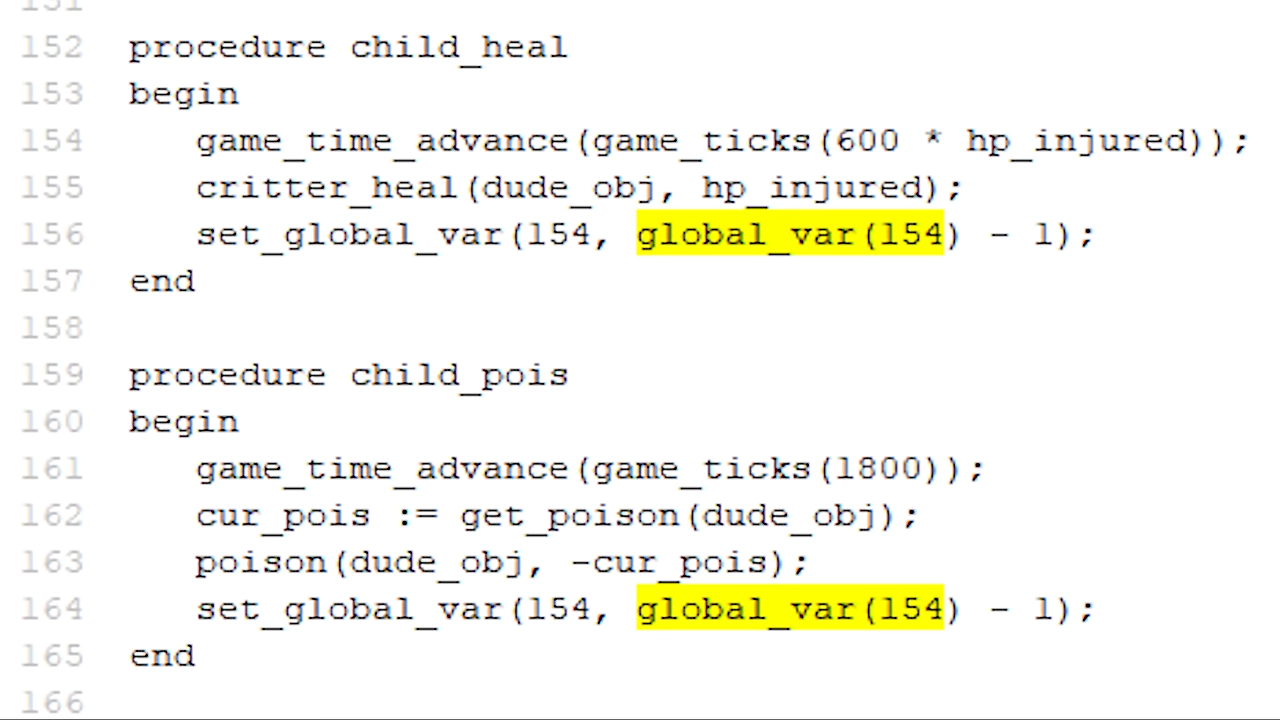 151
152 procedure child_heal
153 begin
154 game_time_advance(game_ticks(600 * hp_injured));
155 critter_heal(dude_obj, hp_injured);
156 set_global_var(154, global_var(154) - 1);
157 end
158
159 procedure child_pois
160 begin
161 game_time_advance(game_ticks(1800));
162 cur_pois := get_poison(dude_obj);
163 poison(dude_obj, -cur_pois);
164 set_global_var(154, global_var(154) - 1);
165 end
166